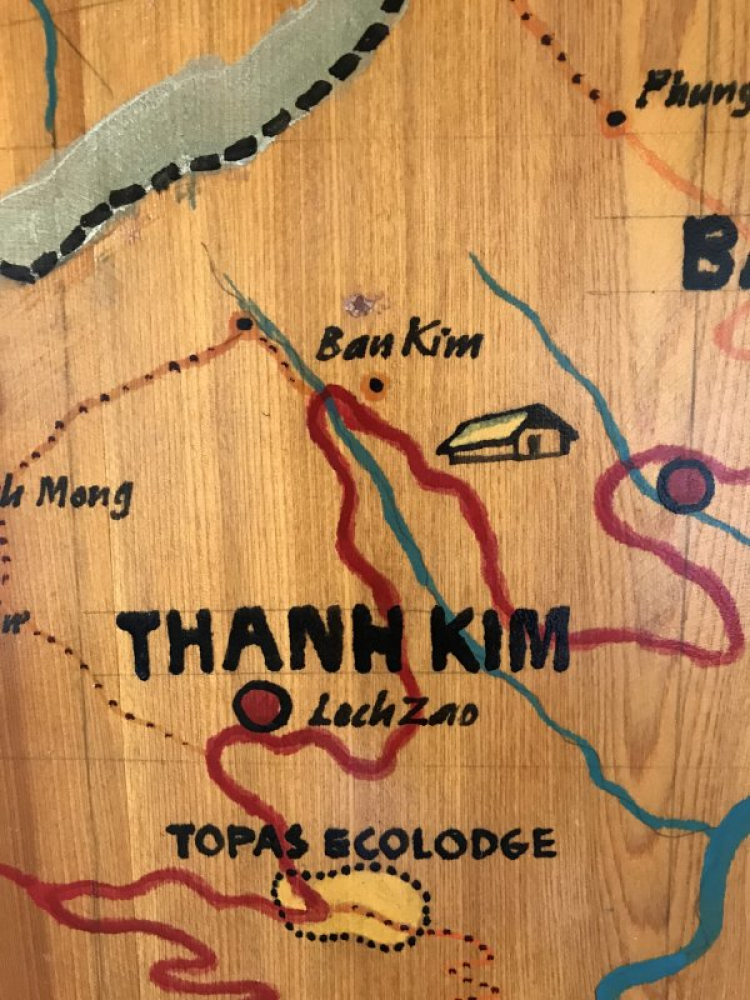 Phung
Ban Kim
h Mong
THANH KIM
Lech Zao
TOPAS ECOLODGE